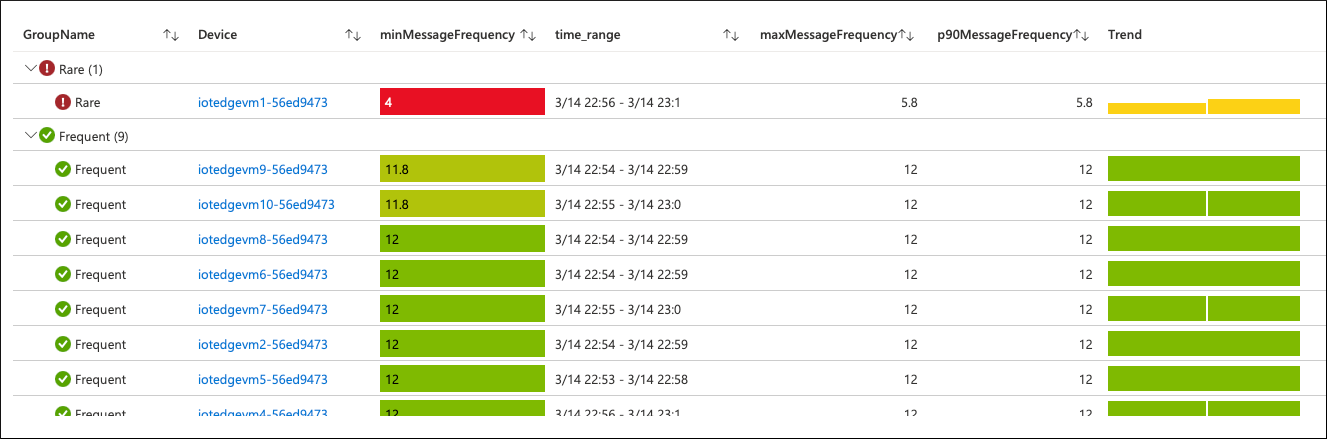 GroupName Device minMessageFrequency time_range maxMessageFrequency p90MessageFrequency Trend
Rare (1)
Rare iotedgevm1-56ed9473 4 3/14 22:56 - 3/14 23:1 5.8 5.8
Frequent (9)
Frequent iotedgevm9-56ed9473 11.8 3/14 22:54 - 3/14 22:59 12 12
Frequent iotedgevm10-56ed9473 11.8 3/14 22:55 - 3/14 23:0 12 12
Frequent iotedgevm8-56ed9473 12 3/14 22:54 - 3/14 22:59 12 12
Frequent iotedgevm6-56ed9473 12 3/14 22:54 - 3/14 22:59 12 12
Frequent iotedgevm7-56ed9473 12 3/14 22:55 - 3/14 23:0 12 12
Frequent iotedgevm2-56ed9473 12 3/14 22:54 - 3/14 22:59 12 12
Frequent iotedgevm5-56ed9473 12 3/14 22:53 - 3/14 22:58 12 12
Frequent iotedgevm4-56ed9473 12 3/14 22:56 - 3/14 23:1 12 12